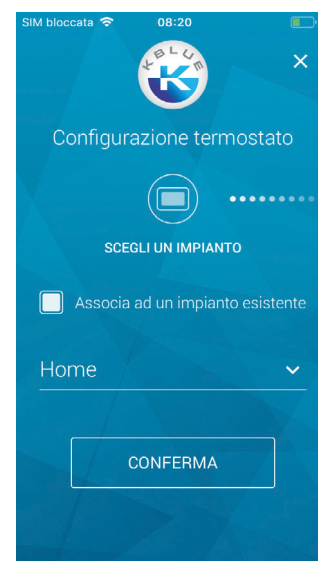 SIM bloccata 08:20
KBLUE
K
Configurazione termostato
SCEGLI UN IMPIANTO
Associa ad un impianto esistente
Home
CONFERMA